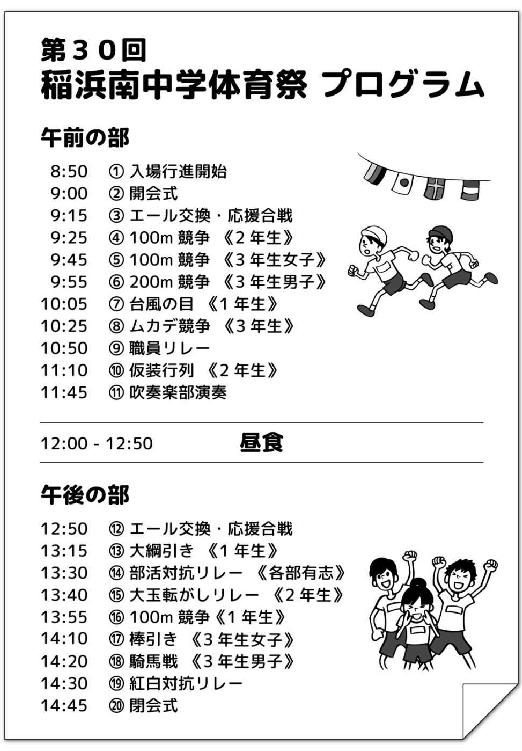 第３０回
稲浜南中学体育祭 プログラム
午前の部
8:50 ① 入場行進開始
9:00 ② 開会式
9:15 ③ エール交換・応援合戦
9:25 ④ 100m 競争 《２年生》
9:45 ⑤ 100m 競争 《３年生女子》
9:55 ⑥ 200m 競争 《３年生男子》
10:05 ⑦ 台風の目 《１年生》
10:25 ⑧ ムカデ競争 《３年生》
10:50 ⑨ 職員リレー
11:10 ⑩ 仮装行列 《２年生》
11:45 ⑪ 吹奏楽部演奏
12:00 - 12:50 昼食
午後の部
12:50 ⑫ エール交換・応援合戦
13:15 ⑬ 大綱引き 《１年生》
13:30 ⑭ 部活対抗リレー 《各部有志》
13:40 ⑮ 大玉転がしリレー 《２年生》
13:55 ⑯ 100m 競争《１年生》
14:10 ⑰ 棒引き 《３年生女子》
14:20 ⑱ 騎馬戦 《３年生男子》
14:30 ⑲ 紅白対抗リレー
14:45 ⑳ 閉会式